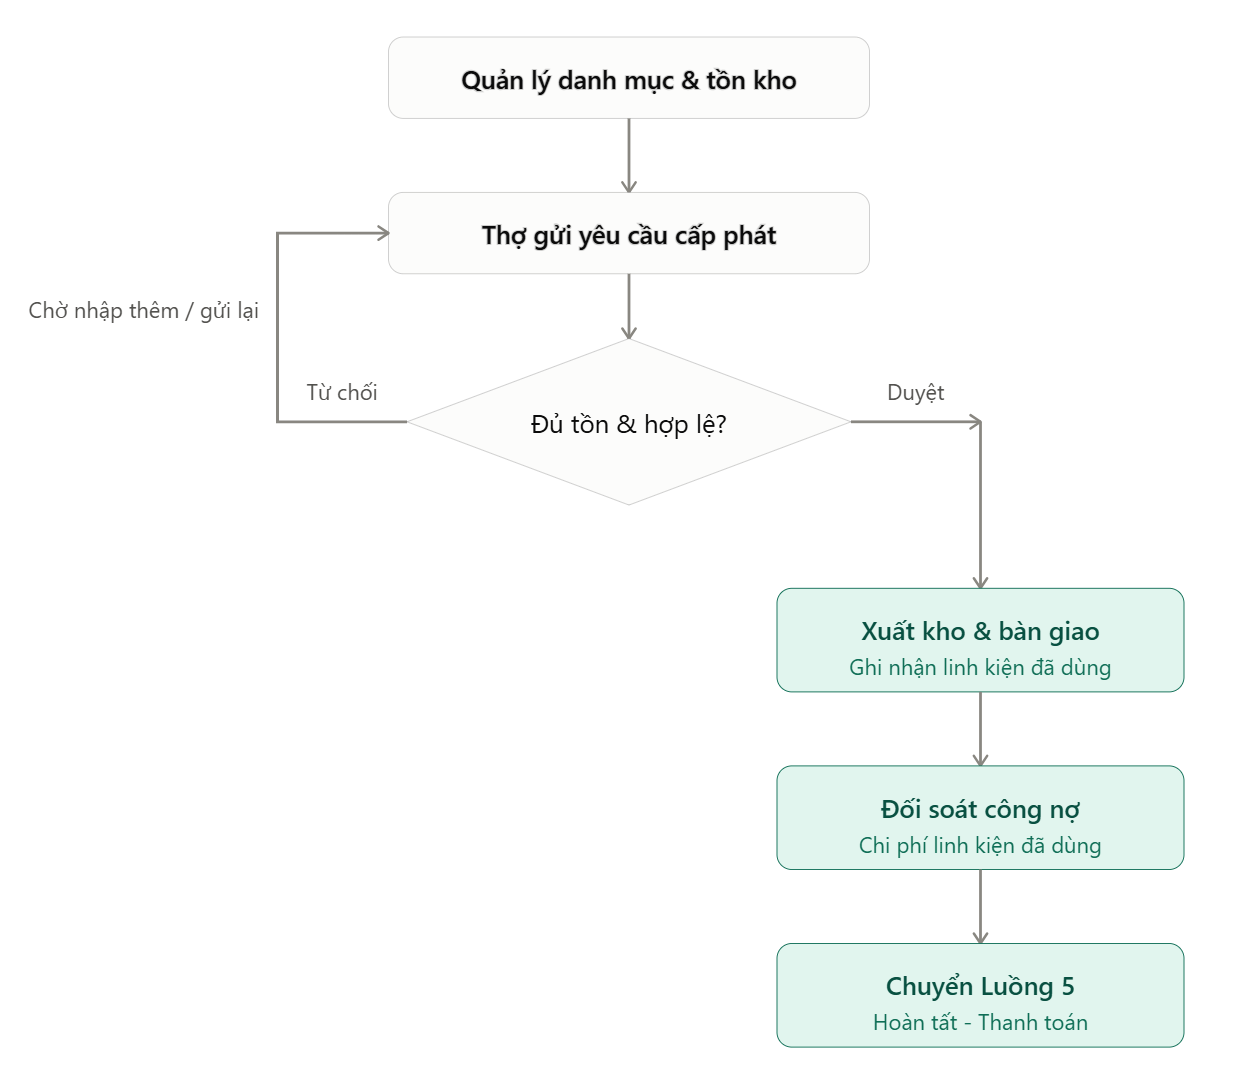 Quản lý danh mục & tồn kho
Thợ gửi yêu cầu cấp phát
Chờ nhập thêm / gửi lại
Từ chối
Duyệt
Đủ tồn & hợp lệ?
Xuất kho & bàn giao
Ghi nhận linh kiện đã dùng
Đối soát công nợ
Chi phí linh kiện đã dùng
Chuyển Luồng 5
Hoàn tất - Thanh toán